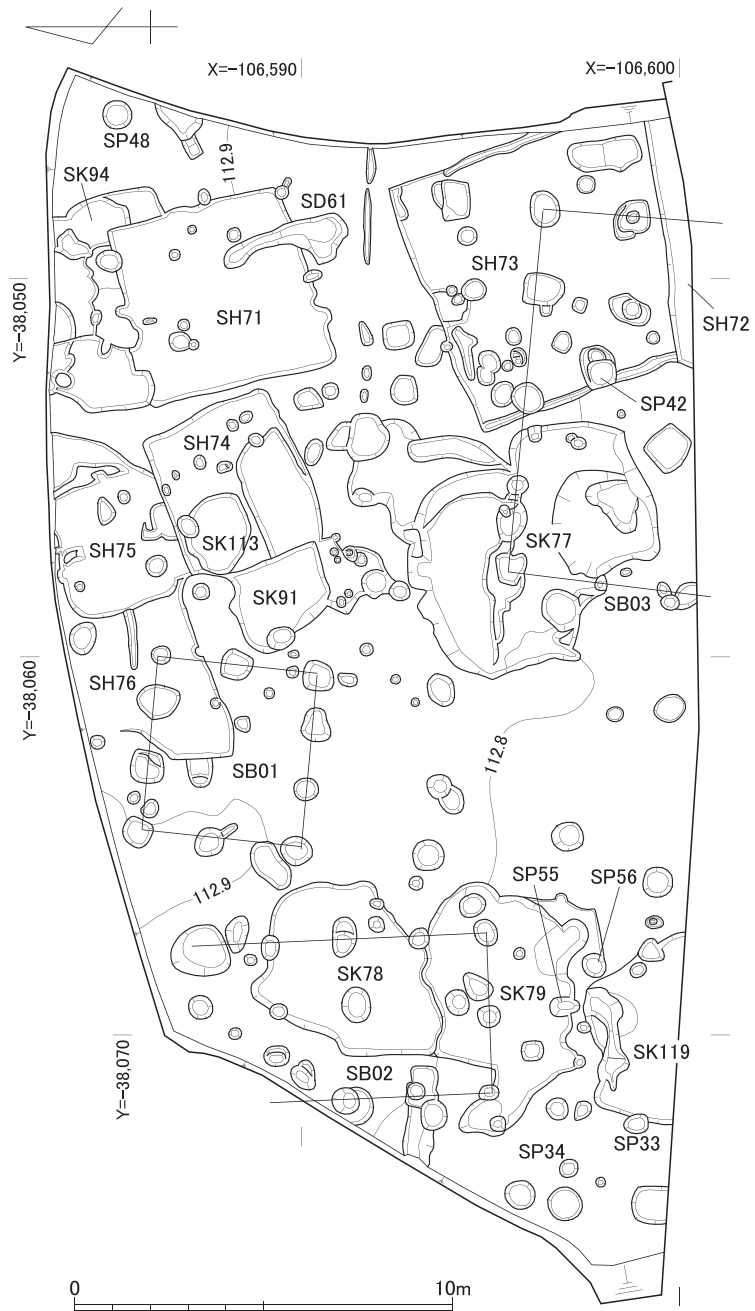 X=-106,590
X=-106,600
SP48
112.9
SK94
SD61
SH73
Y=-38,050
SH71
SH72
SP42
SH74
SK113
SK77
SH75
SK91
SB03
Y=-38,060
SH76
112.8
SB01
SP55
SP56
112.9
SK78
SK79
SK119
Y=-38,070
SB02
SP34
SP33
0
10m